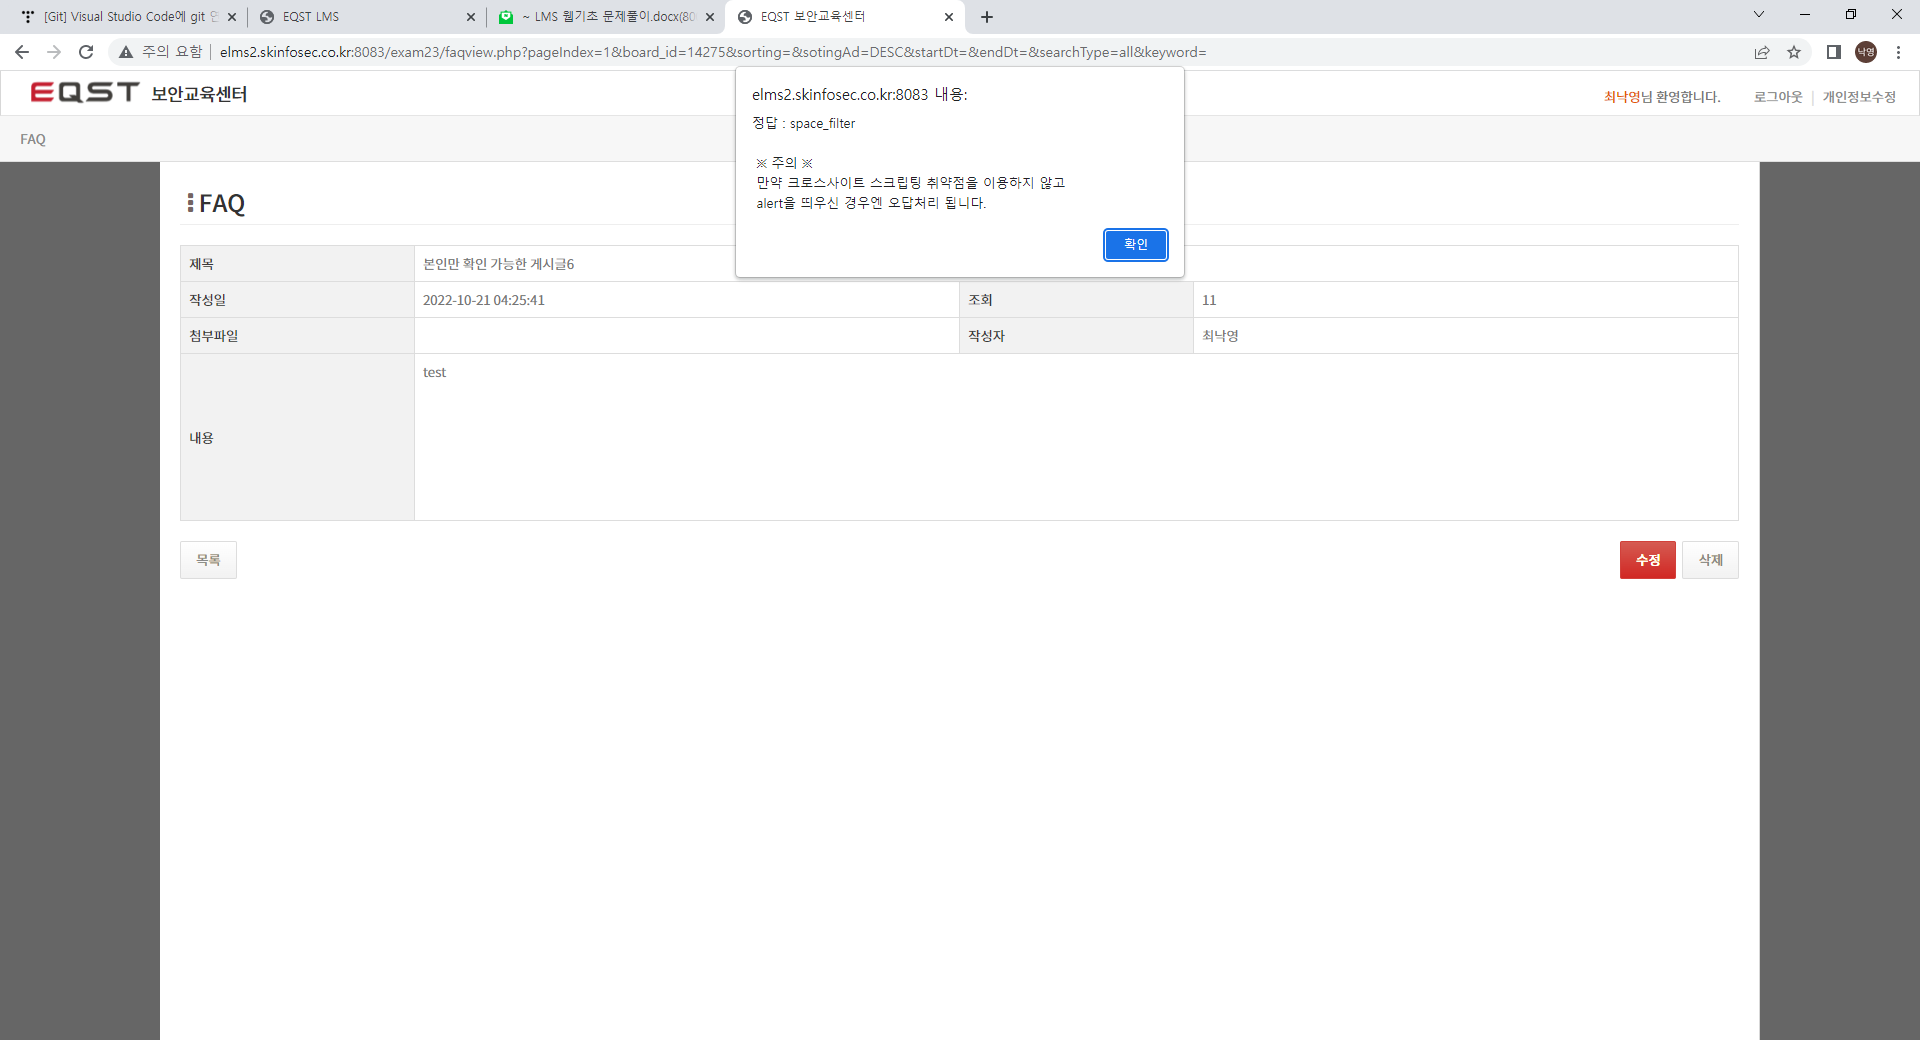 [Git] Visual Studio Code에 git 연
EQST LMS
~ LMS 웹기초 문제풀이.docx(80
EQST 보안교육센터
주의 요함
elms2.skinfosec.co.kr:8083/exam23/faqview.php?pageIndex=1&board_id=14275&sorting=&sotingAd=DESC&startDt=&endDt=&searchType=all&keyword=
낙영
EQST 보안교육센터
최낙영님 환영합니다.
로그아웃 | 개인정보수정
FAQ
elms2.skinfosec.co.kr:8083 내용:
정답 : space_filter
※ 주의 ※
만약 크로스사이트 스크립팅 취약점을 이용하지 않고
alert을 띄우신 경우엔 오답처리 됩니다.
확인
FAQ
제목 본인만 확인 가능한 게시글6
작성일 2022-10-21 04:25:41 조회 11
첨부파일 작성자 최낙영
내용 test
목록 수정 삭제